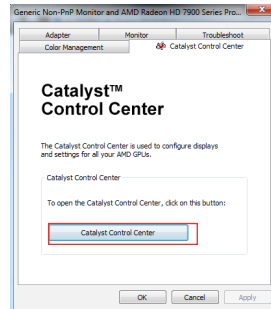 Generic Non-PnP Monitor and AMD Radeon HD 7900 Series Pro...
Adapter Monitor Troubleshoot
Color Management Catalyst Control Center
Catalyst™
Control Center
The Catalyst Control Center is used to configure displays
and settings for all your AMD GPUs.
Catalyst Control Center
To open the Catalyst Control Center, click on this button:
Catalyst Control Center
OK Cancel Apply